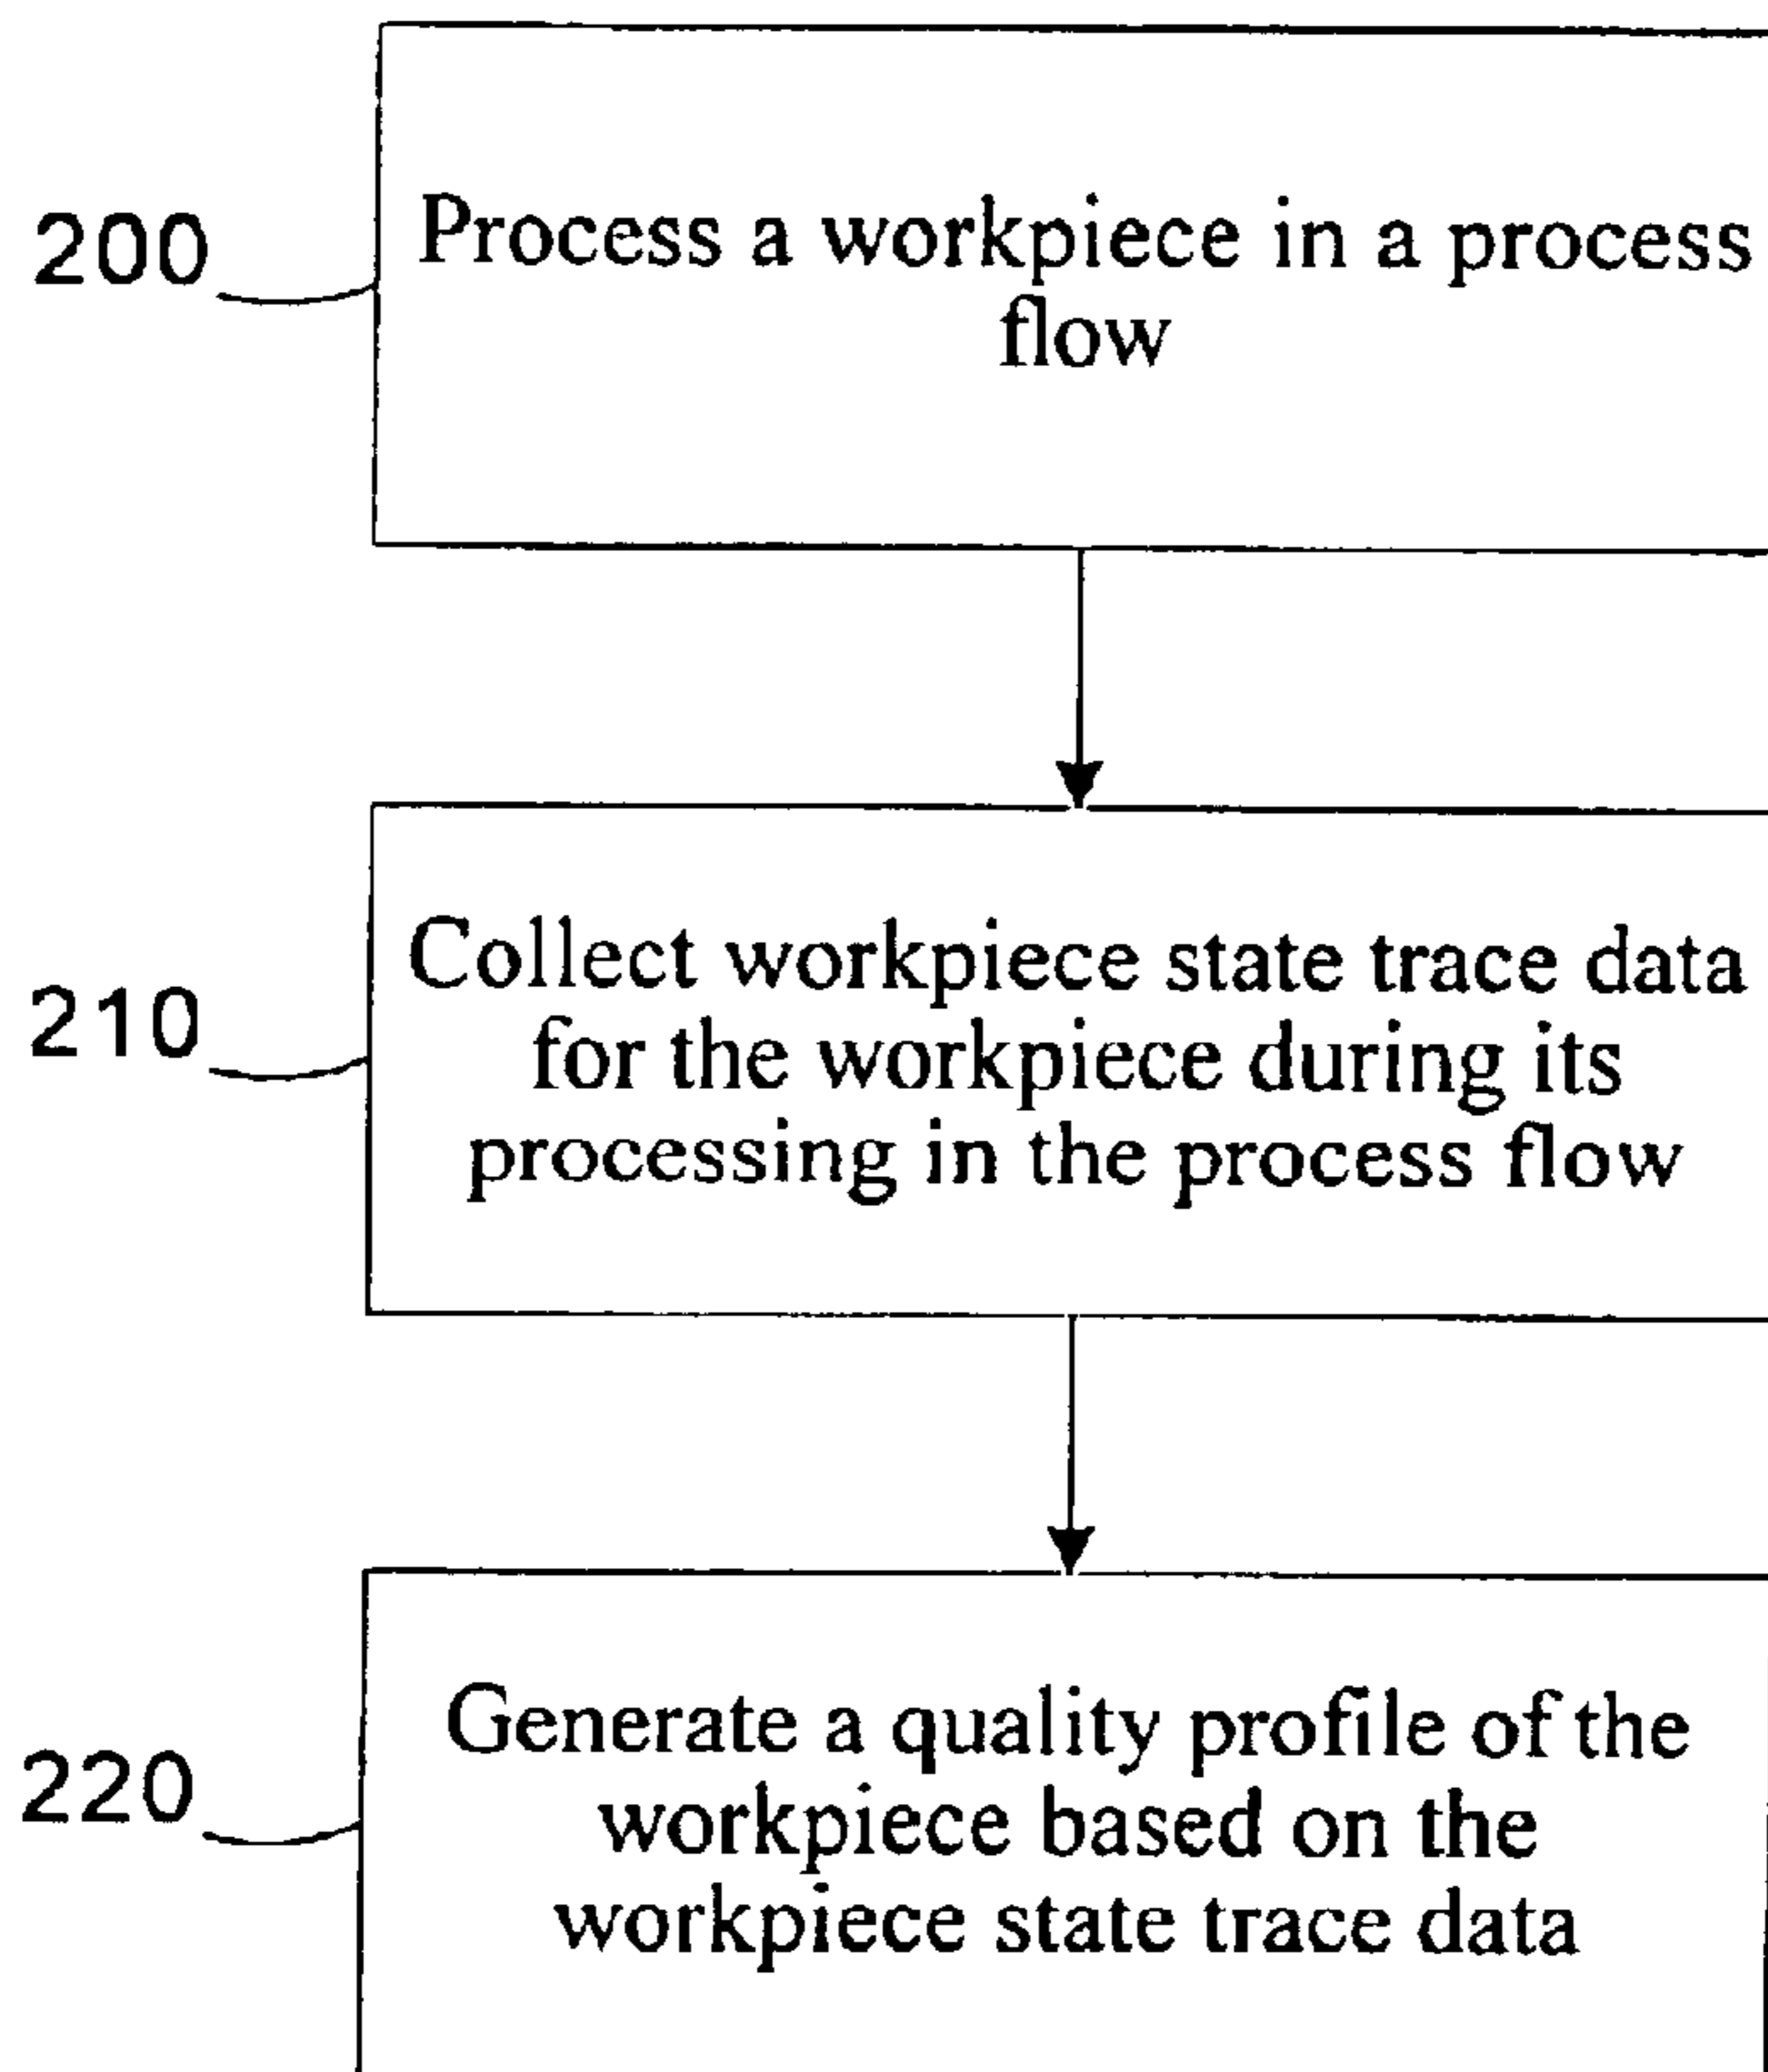 200
Process a workpiece in a process
flow
210
Collect workpiece state trace data
for the workpiece during its
processing in the process flow
220
Generate a quality profile of the
workpiece based on the
workpiece state trace data